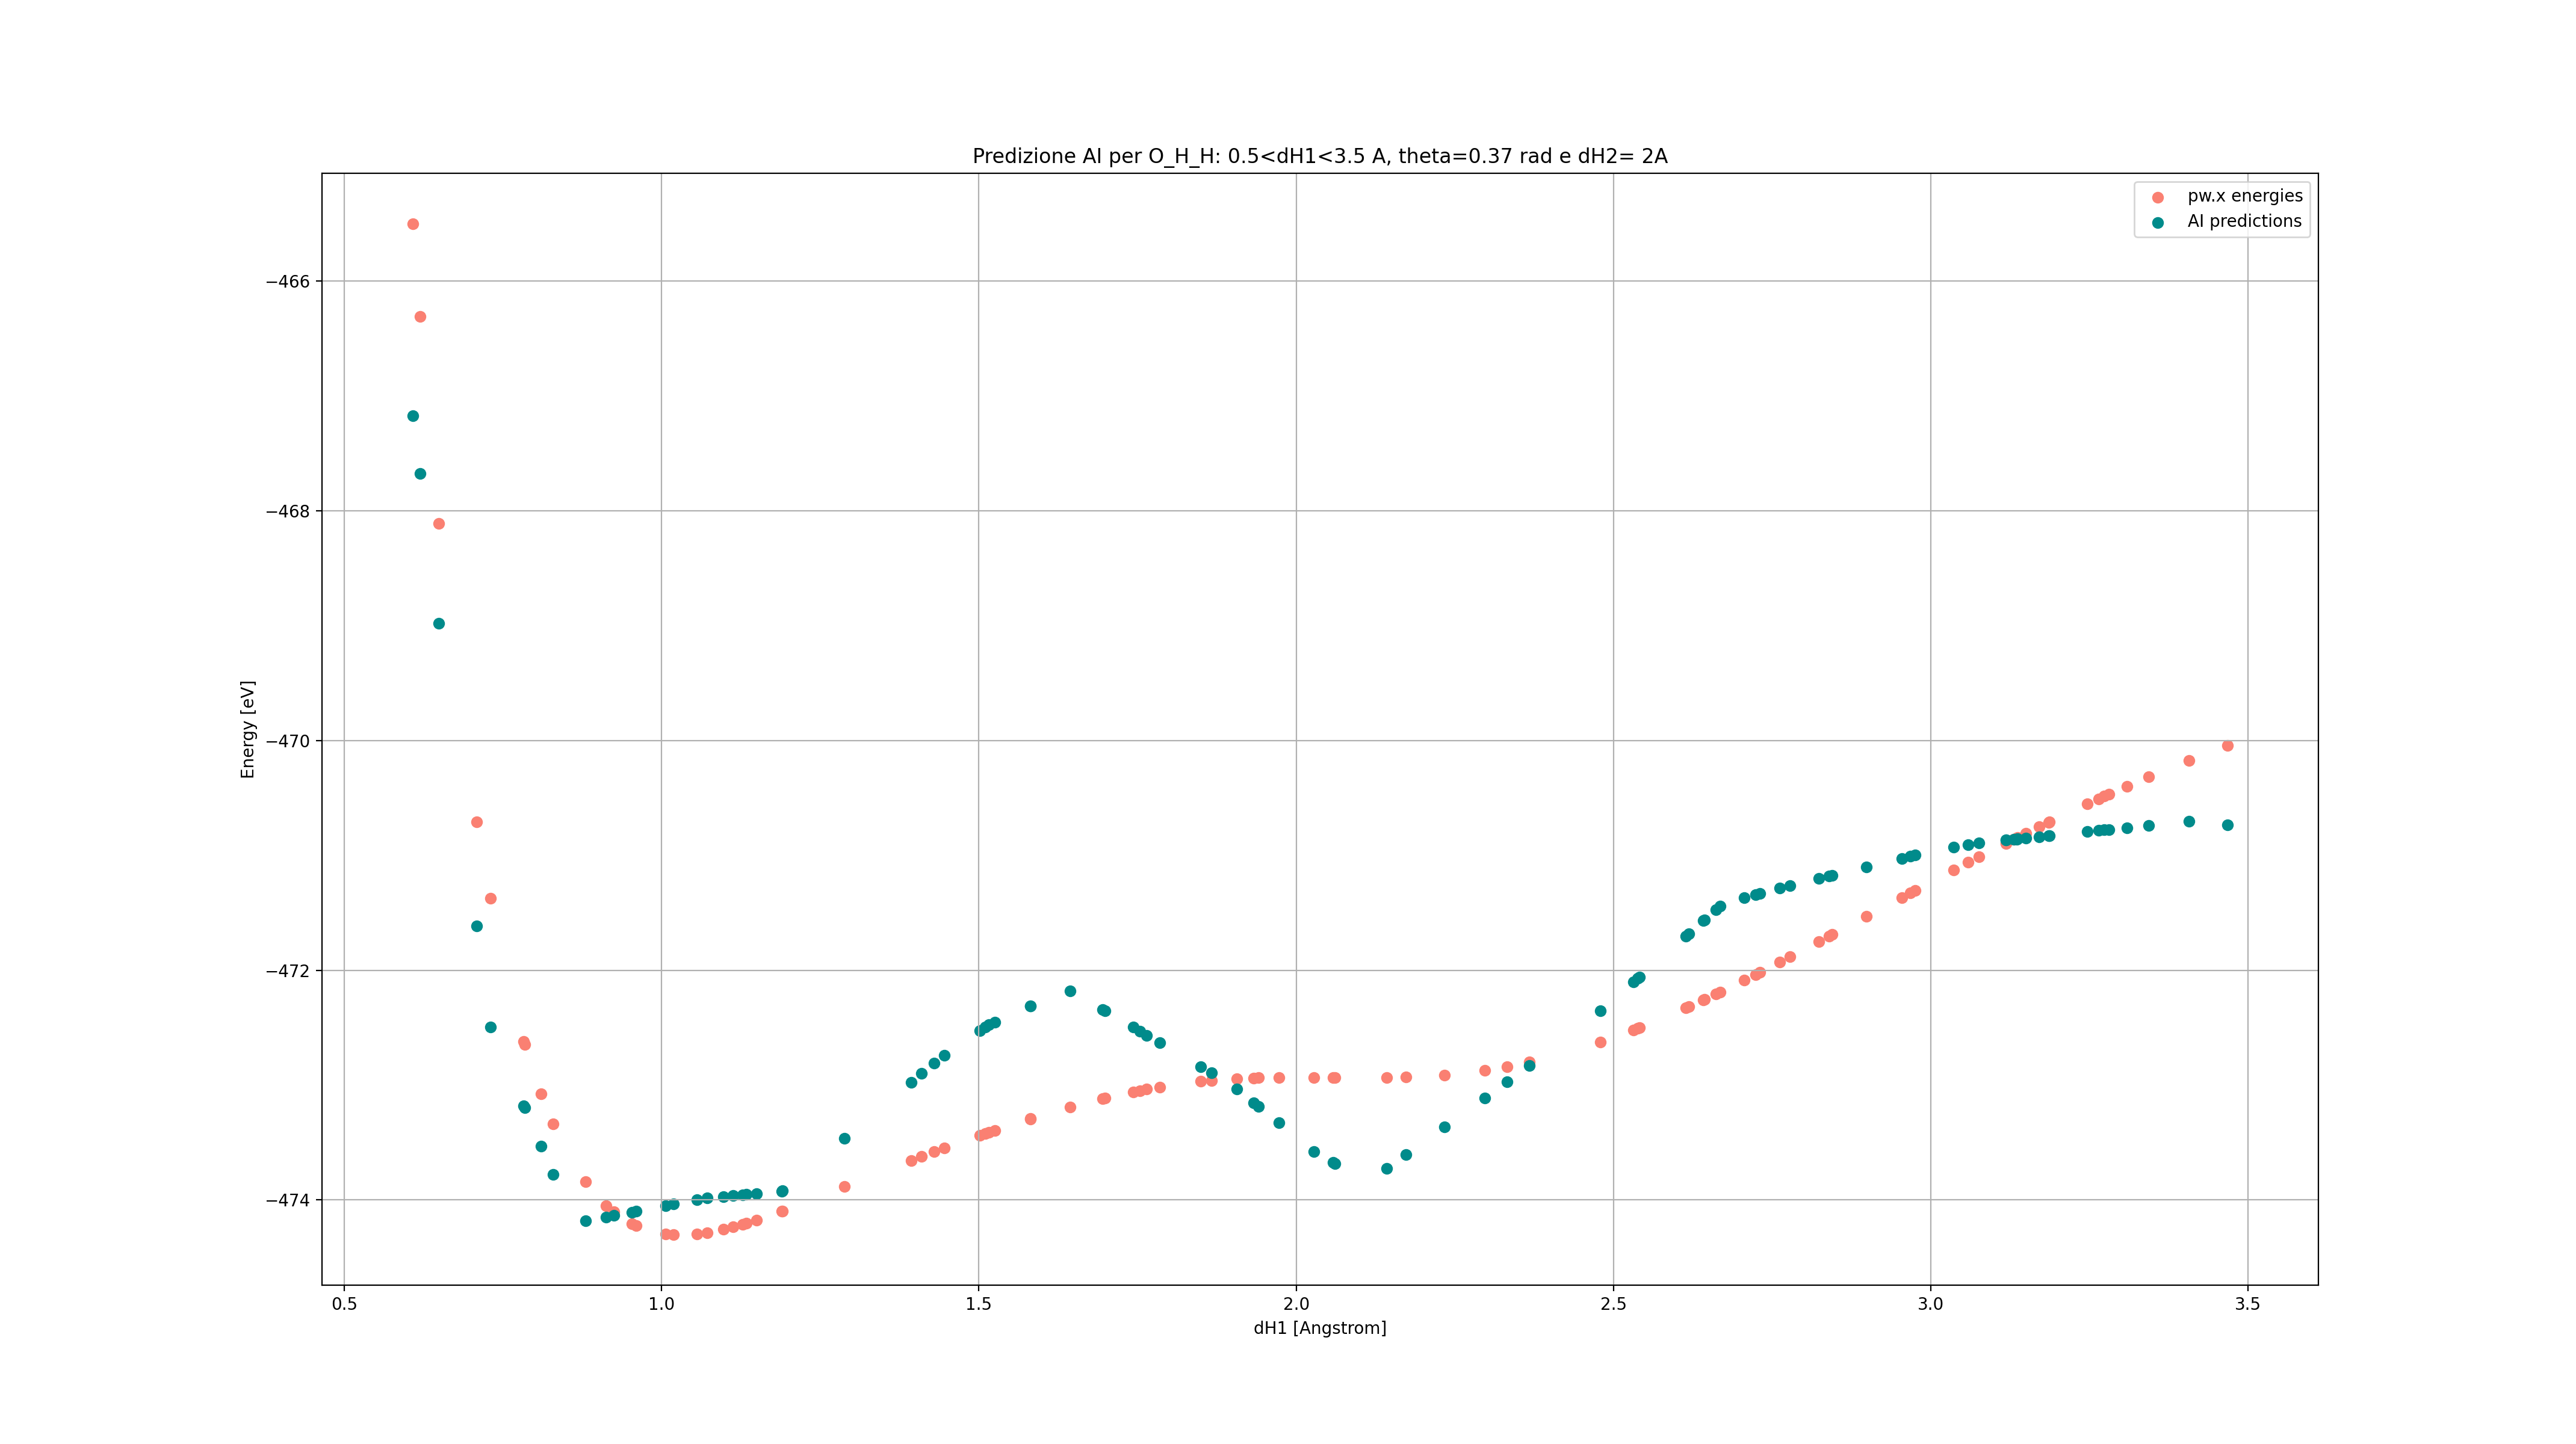 Predizione AI per O_H_H: 0.5<dH1<3.5 A, theta=0.37 rad e dH2= 2A
pw.x energies
AI predictions
−466
−468
−470
−472
−474
Energy [eV]
0.5 1.0 1.5 2.0 2.5 3.0 3.5
dH1 [Angstrom]